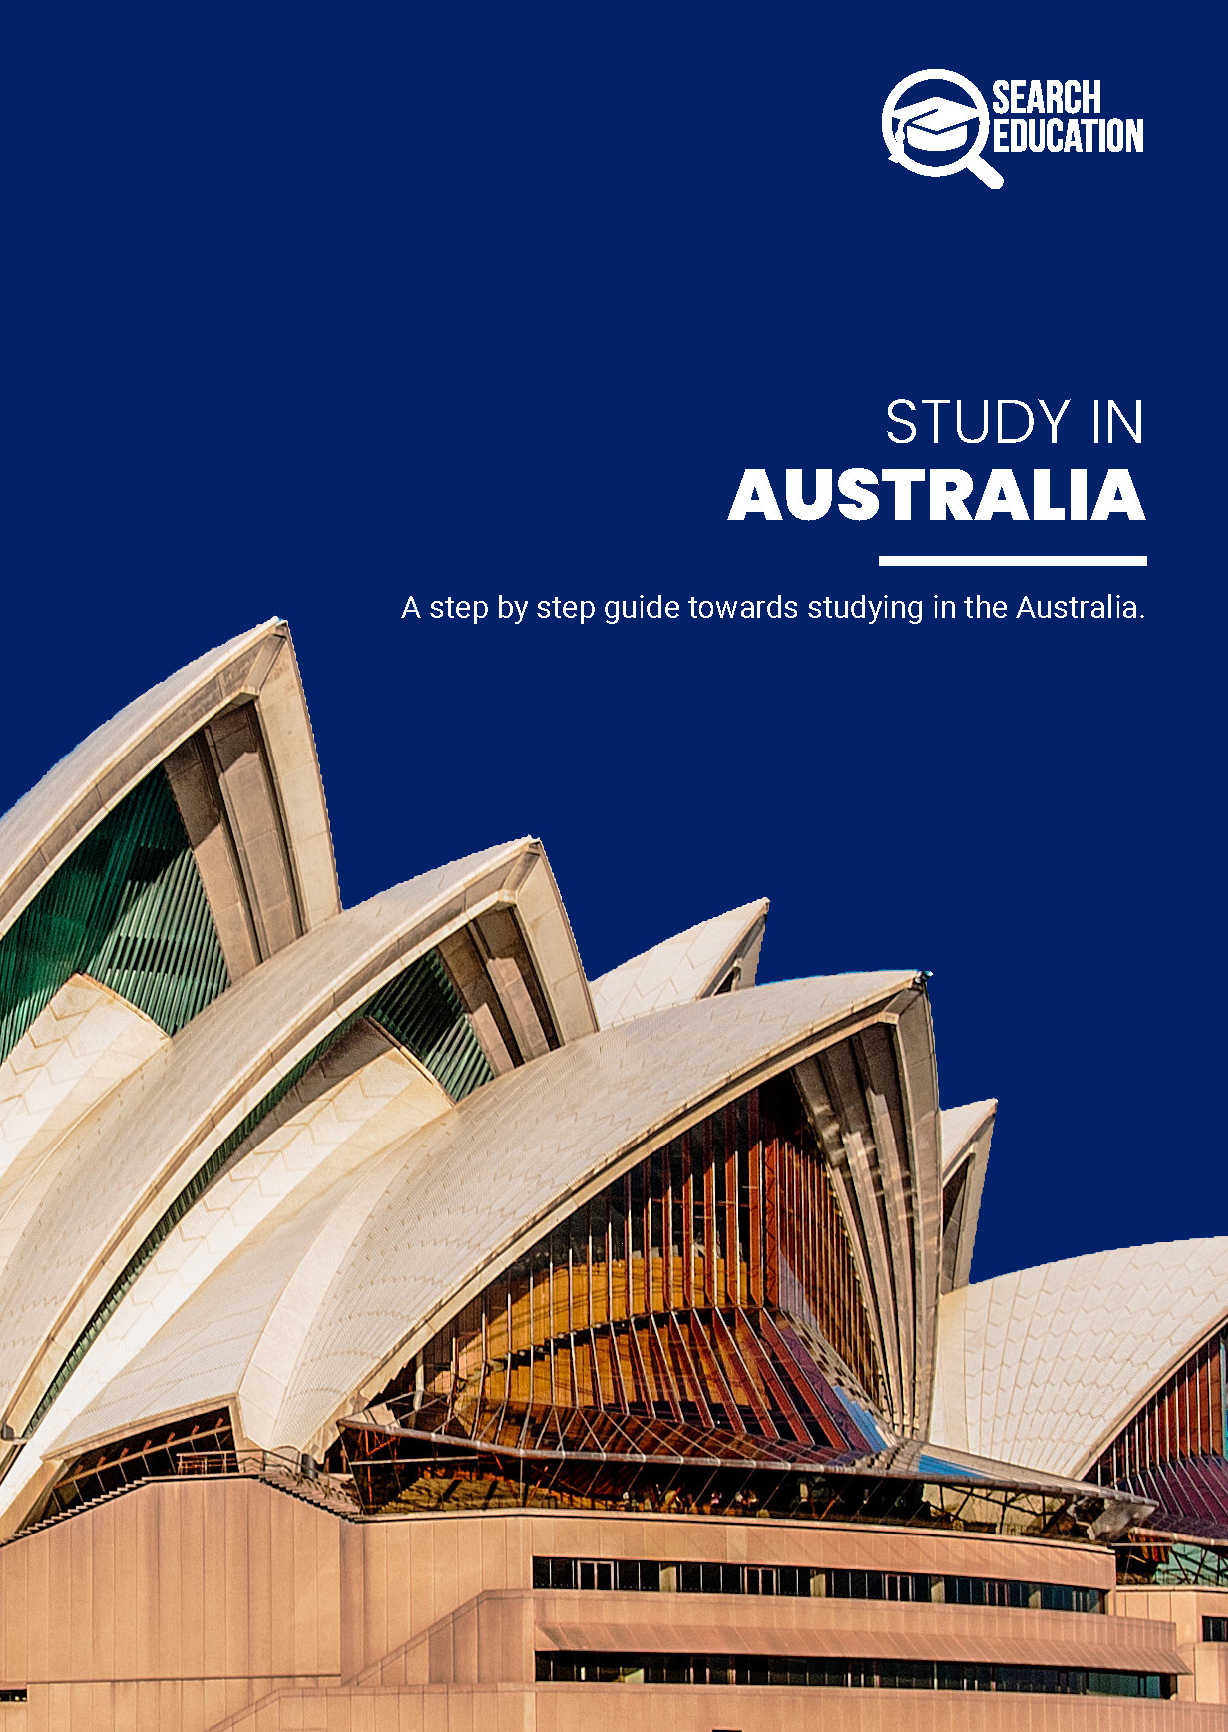 SEARCH
EDUCATION
STUDY IN
AUSTRALIA
A step by step guide towards studying in the Australia.